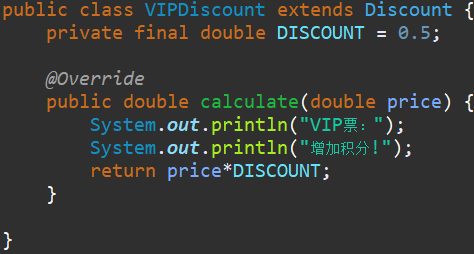 public class VIPDiscount extends Discount {
    private final double DISCOUNT = 0.5;
    @Override
    public double calculate(double price) {
        System.out.println("VIP票：");
        System.out.println("增加积分!");
        return price*DISCOUNT;
    }
}